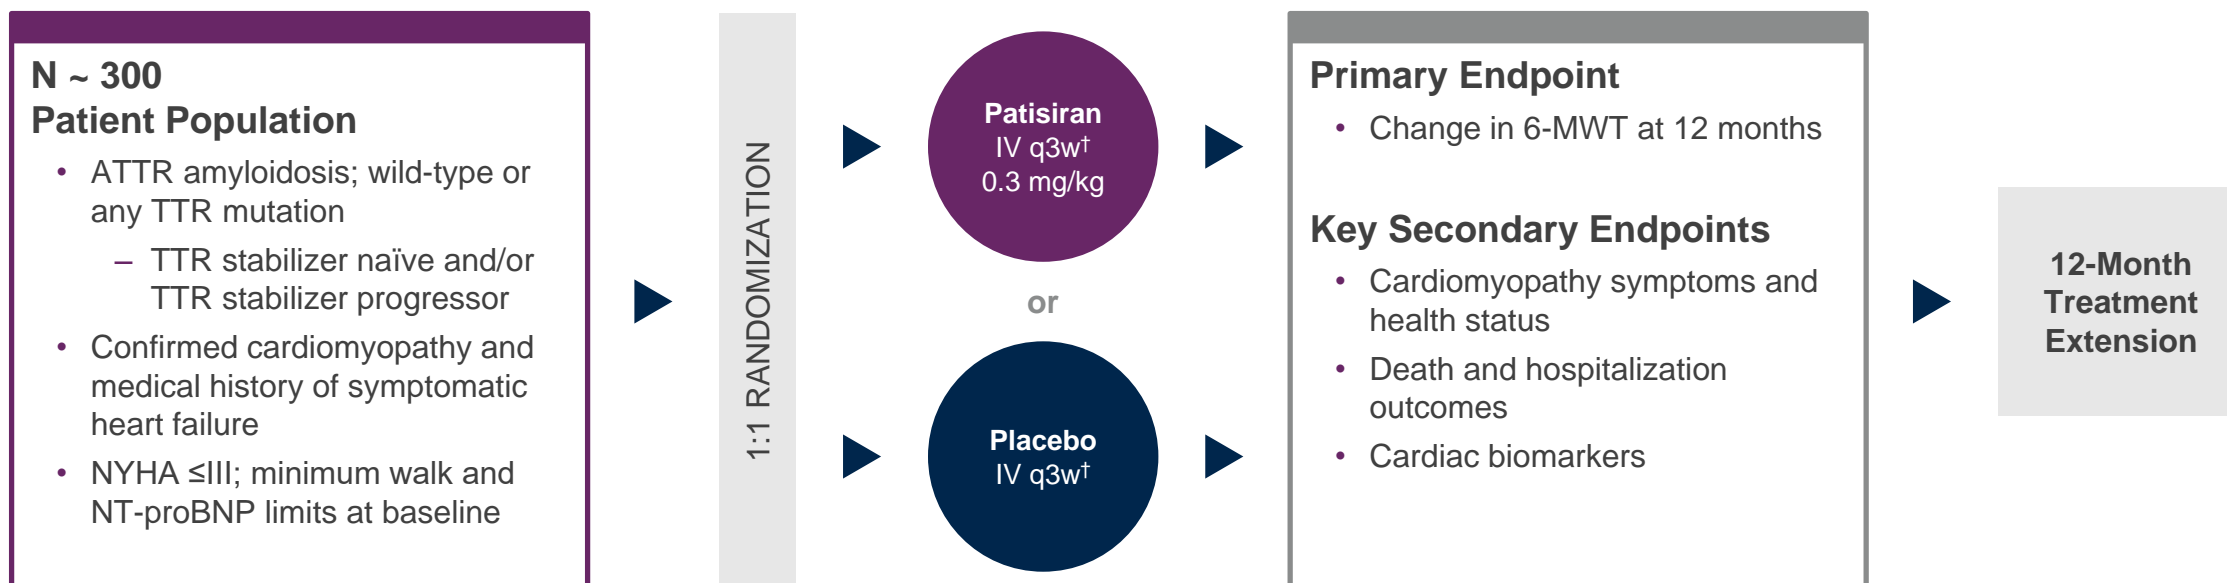 N ~ 300
Patient Population
• ATTR amyloidosis; wild-type or
any TTR mutation
– TTR stabilizer naïve and/or
TTR stabilizer progressor
• Confirmed cardiomyopathy and
medical history of symptomatic
heart failure
• NYHA ≤III; minimum walk and
NT-proBNP limits at baseline
1:1 RANDOMIZATION
Patisiran
IV q3w†
0.3 mg/kg
or
Placebo
IV q3w†
Primary Endpoint
• Change in 6-MWT at 12 months
Key Secondary Endpoints
• Cardiomyopathy symptoms and
health status
• Death and hospitalization
outcomes
• Cardiac biomarkers
12-Month
Treatment
Extension